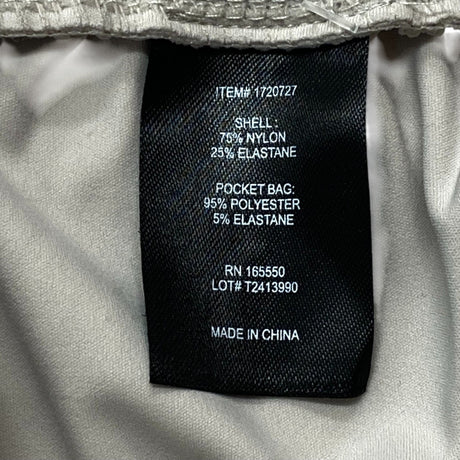 ITEM# 1720727
SHELL:
75% NYLON
25% ELASTANE
POCKET BAG:
95% POLYESTER
5% ELASTANE
RN 165550
LOT# T2413990
MADE IN CHINA